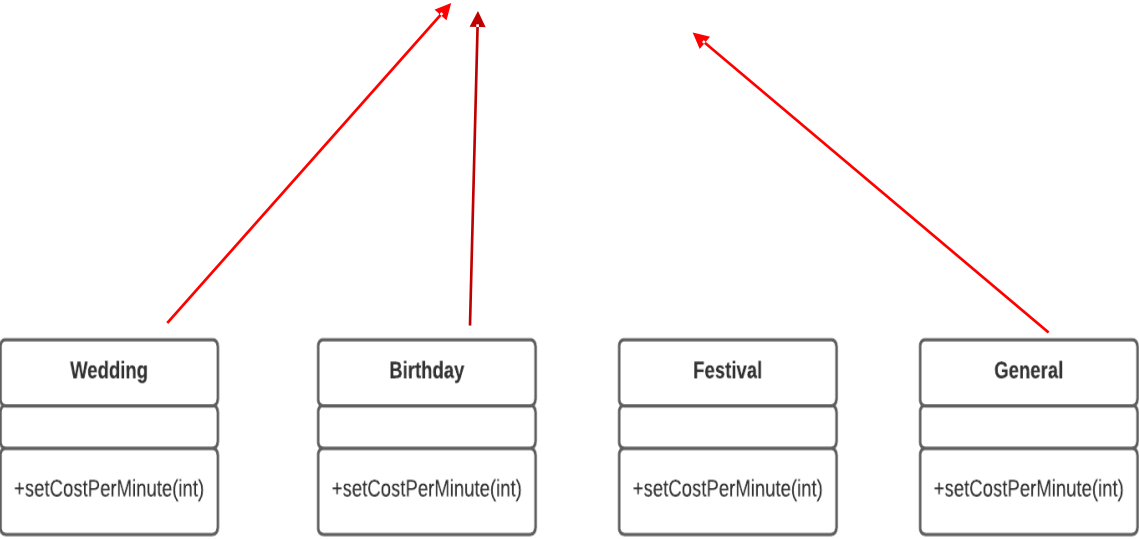 Wedding
Birthday
Festival
General
+setCostPerMinute(int)
+setCostPerMinute(int)
+setCostPerMinute(int)
+setCostPerMinute(int)